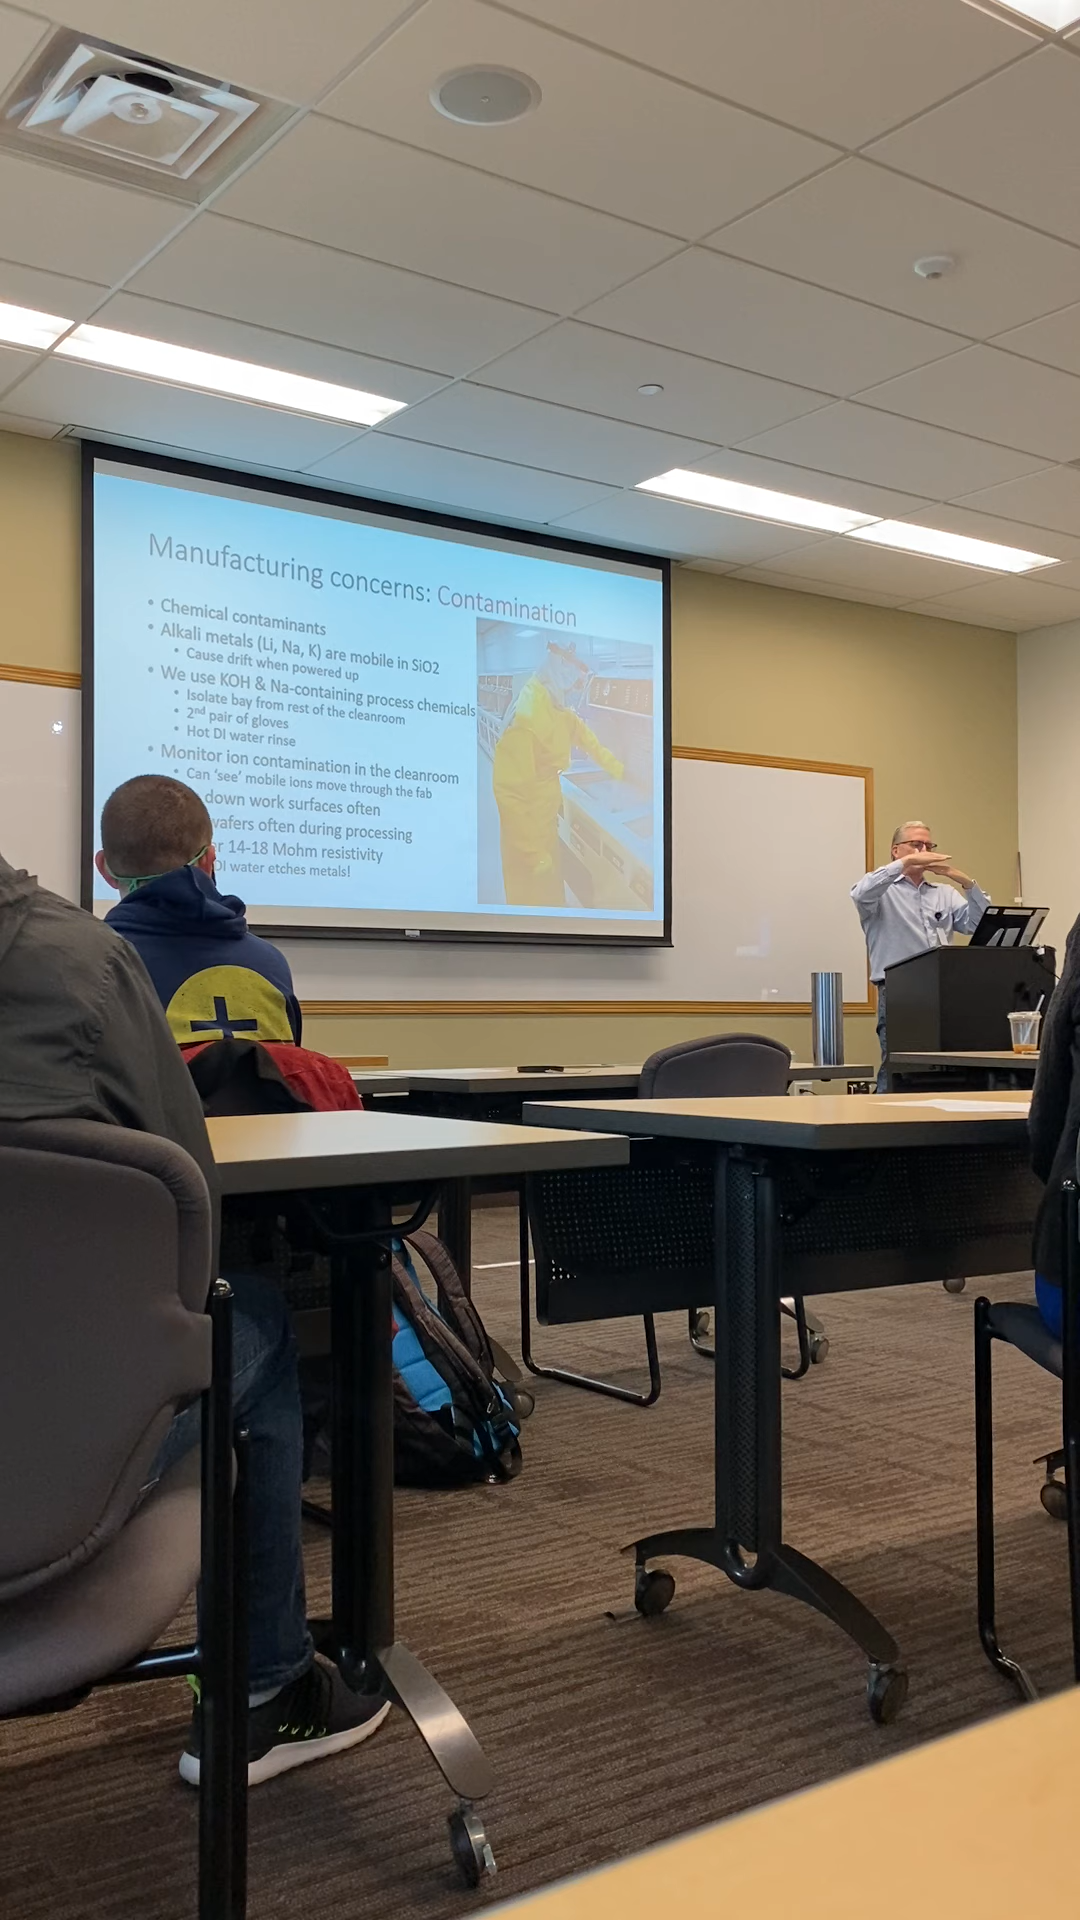 Manufacturing concerns: Contamination
• Chemical contaminants
• Alkali metals (Li, Na, K) are mobile in SiO2
• Cause drift when powered up
• We use KOH & Na-containing process chemicals
• Isolate bay from rest of the cleanroom
• 2nd pair of gloves
• Hot DI water rinse
• Monitor ion contamination in the cleanroom
• Can 'see' mobile ions move through the fab
down work surfaces often
wafers often during processing
14-18 Mohm resistivity
DI water etches metals!